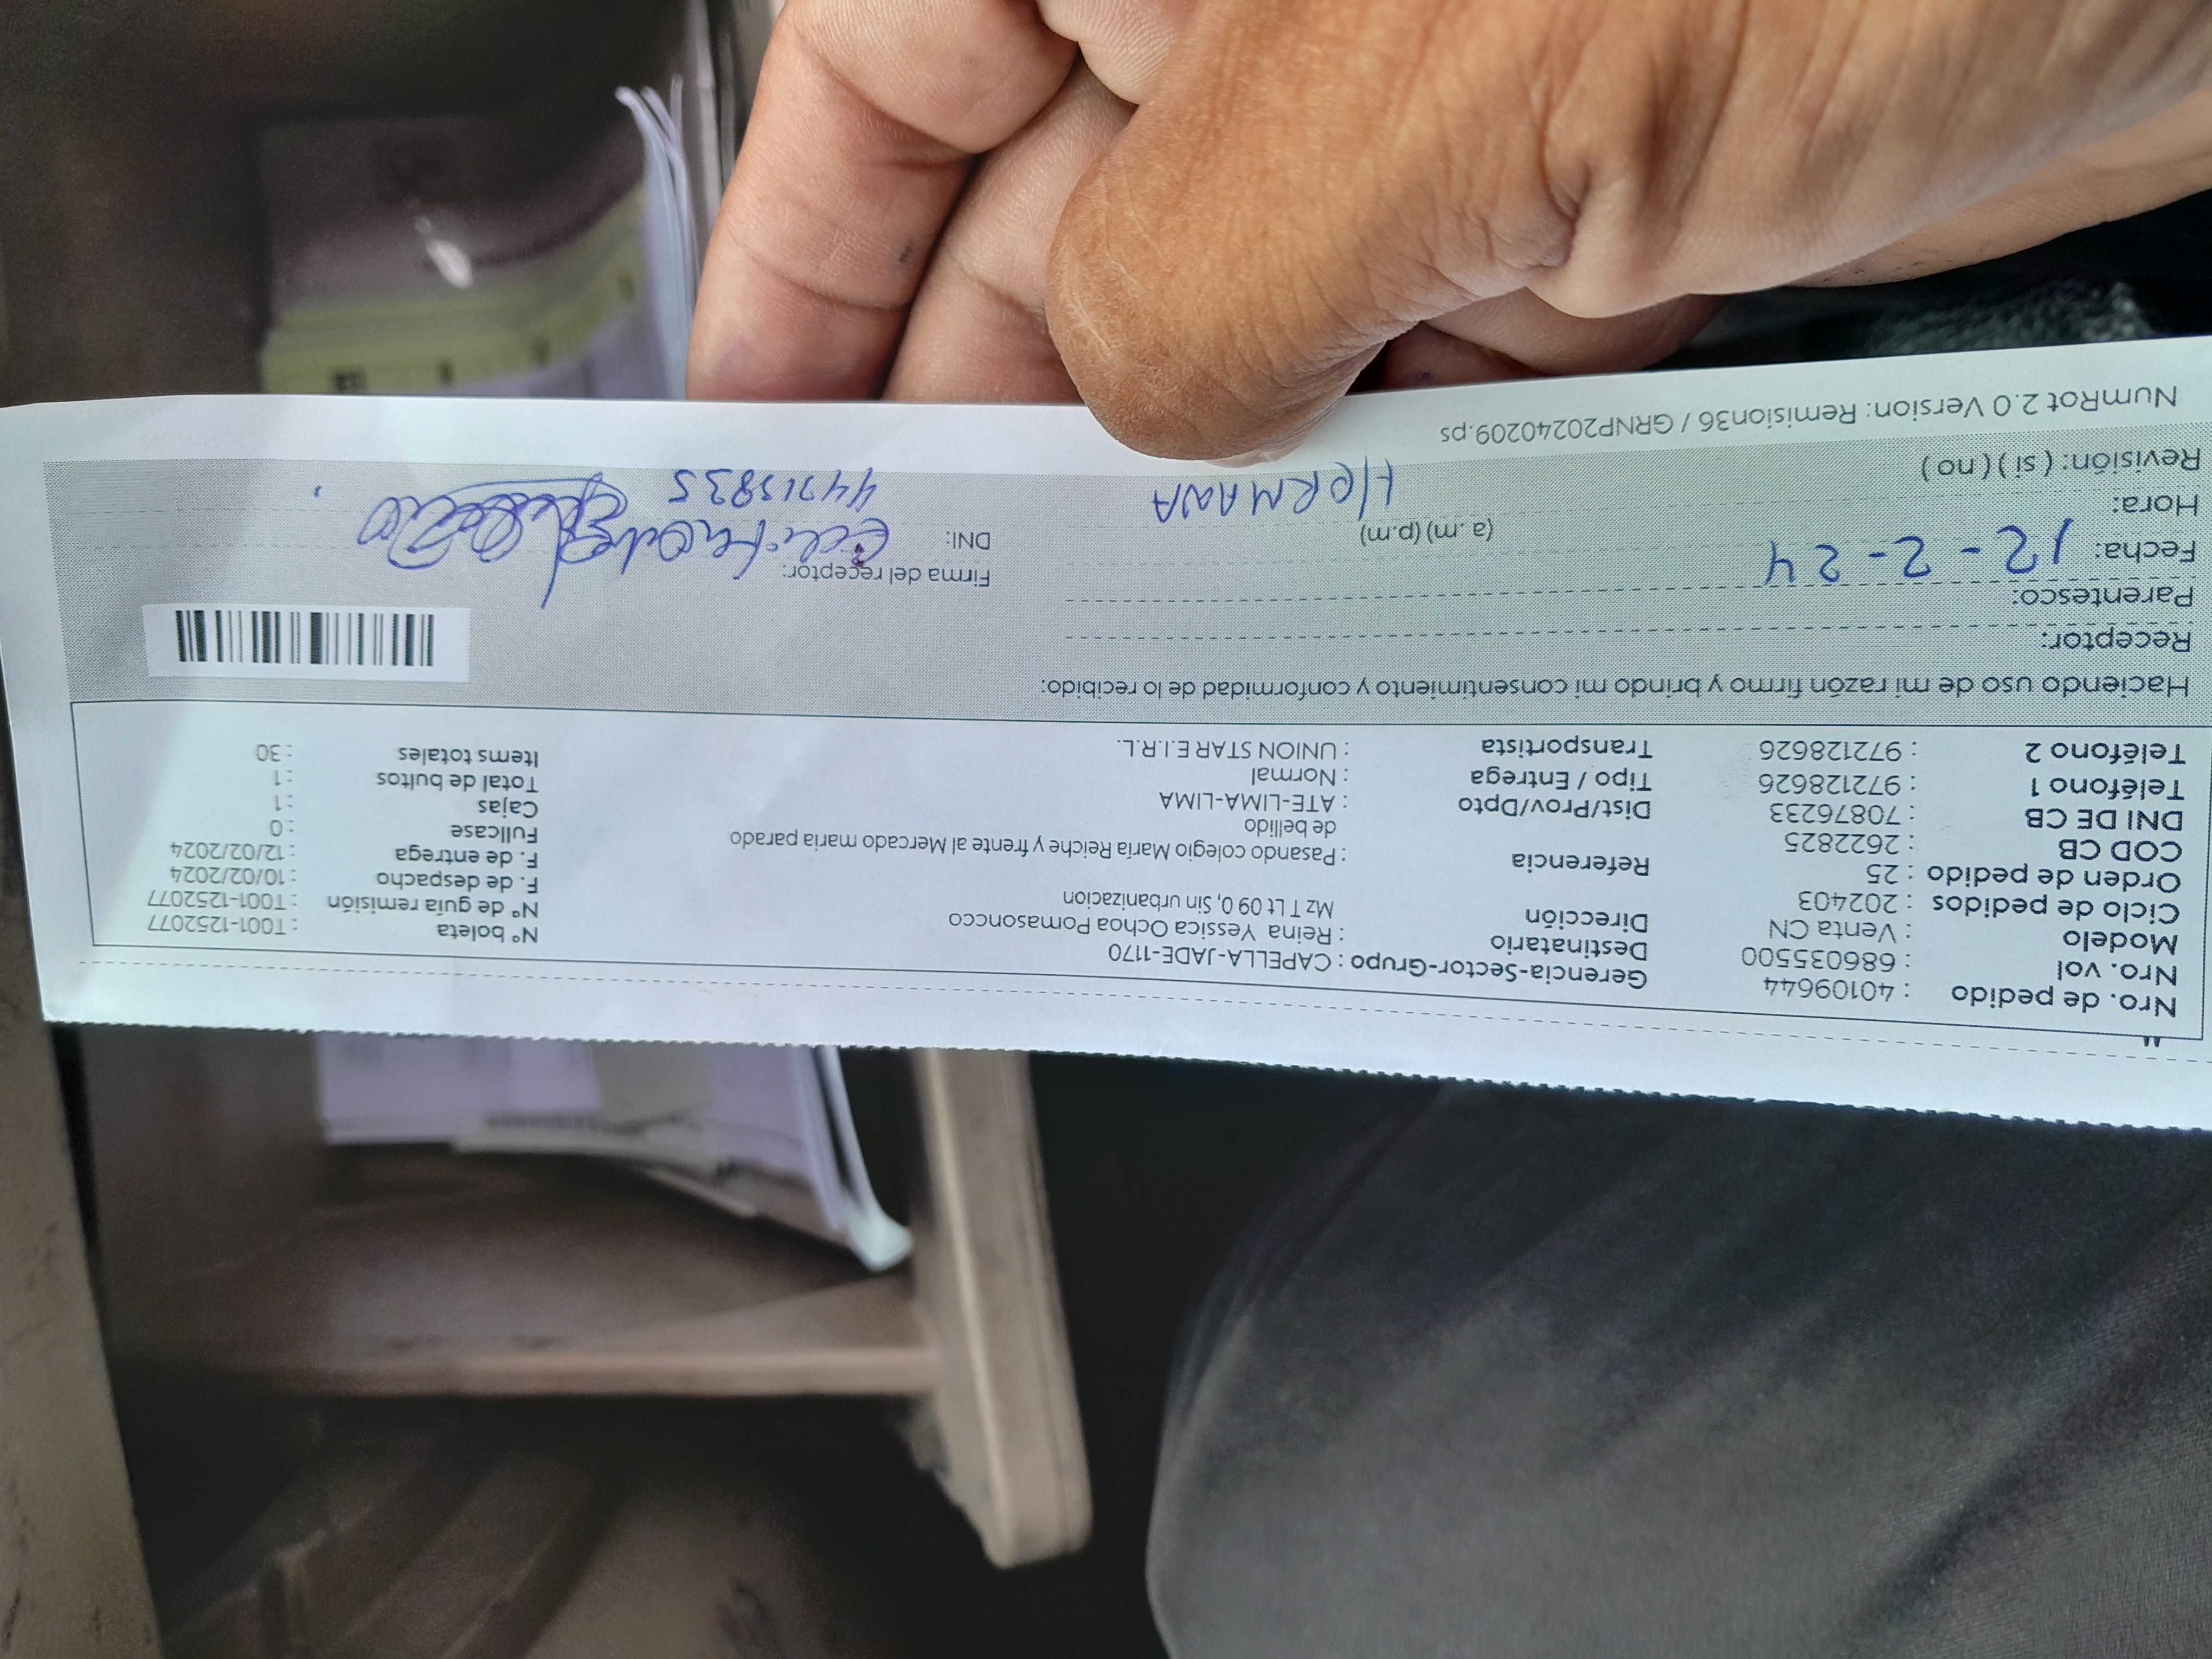 Nro. de pedido : 40109644
Nro. vol : 686035500
Modelo : Venta CN
Ciclo de pedidos : 202403
Orden de pedido : 25
COD CB : 2622825
DNI DE CB : 70876233
Teléfono 1 : 972128626
Teléfono 2 : 972128626
Gerencia-Sector-Grupo : CAPELLA-JADE-1170
Destinatario : Reina Yessica Ochoa Pomasoncco
Dirección Mz T Lt 09 0, Sin urbanizacion
Referencia : Pasando colegio María Reiche y frente al Mercado maria parado
de bellido
Dist/Prov/Dpto : ATE-LIMA-LIMA
Tipo / Entrega : Normal
Transportista : UNION STAR E.I.R.L.
N° boleta : T001-1252077
N° de guía remisión : T001-1252077
F. de despacho : 10/02/2024
F. de entrega : 12/02/2024
Fullcase : 0
Cajas : 1
Total de bultos : 1
Items totales : 30
Haciendo uso de mi razón firmo y brindo mi consentimiento y conformidad de lo recibido:
Receptor:
Parentesco:
Fecha: 12-2-24
Hora: (a. m) (p.m)
HERMANA
Revisión: ( si ) ( no )
Firma del receptor:
DNI:
44713835
NumRot 2.0 Version: Remision36 / GRNP20240209.ps